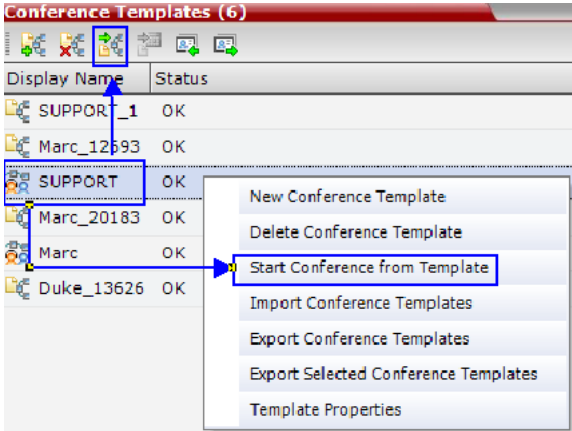 Conference Templates (6)
Display Name Status
SUPPORT_1 OK
Marc_12693 OK
SUPPORT OK
Marc_20183 OK
Marc OK
Duke_13626 OK
New Conference Template
Delete Conference Template
Start Conference from Template
Import Conference Templates
Export Conference Templates
Export Selected Conference Templates
Template Properties